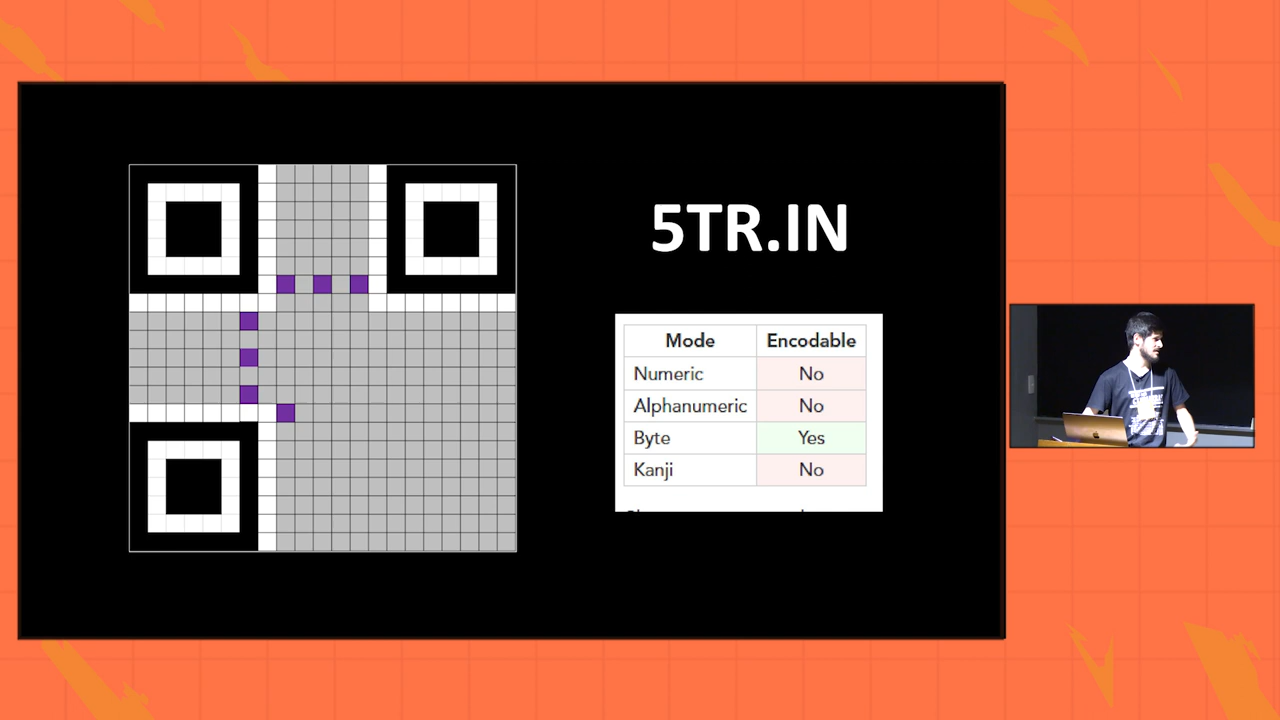 5TR.IN
Mode Encodable
Numeric No
Alphanumeric No
Byte Yes
Kanji No